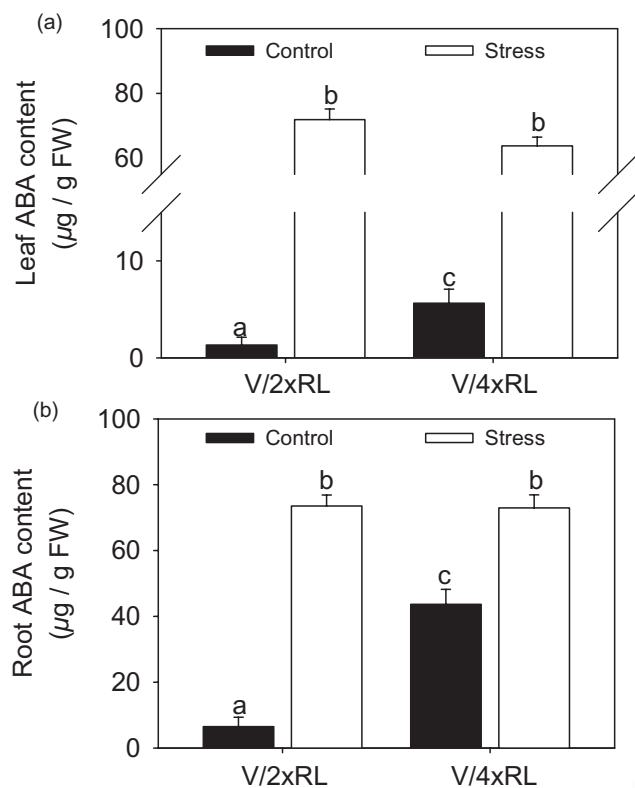 (a)
Leaf ABA content
(µg / g FW)
100
80
60
10
0
Control
Stress
a
b
c
b
V/2xRL
V/4xRL
(b)
Root ABA content
(µg / g FW)
100
80
60
40
20
0
Control
Stress
a
b
c
b
V/2xRL
V/4xRL